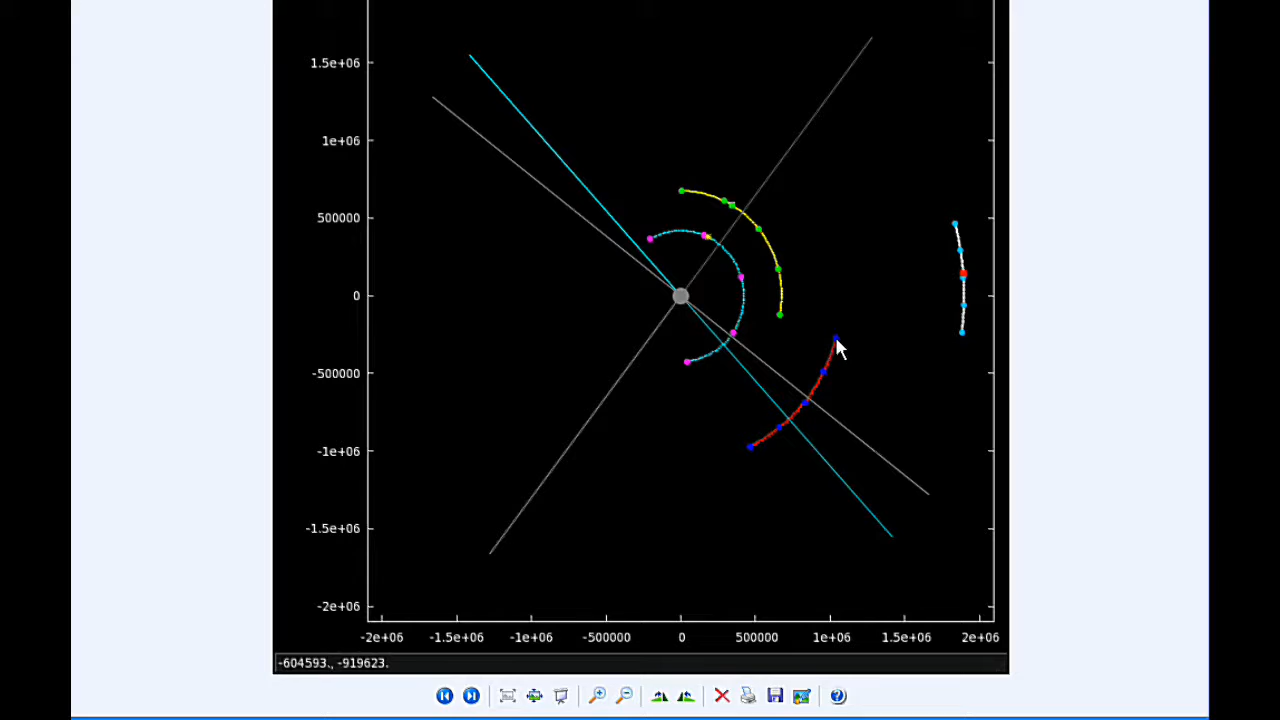 1.5e+06
1e+06
500000
0
-500000
-1e+06
-1.5e+06
-2e+06
-2e+06 -1.5e+06 -1e+06 -500000 0 500000 1e+06 1.5e+06 2e+06
-604593., -919623.